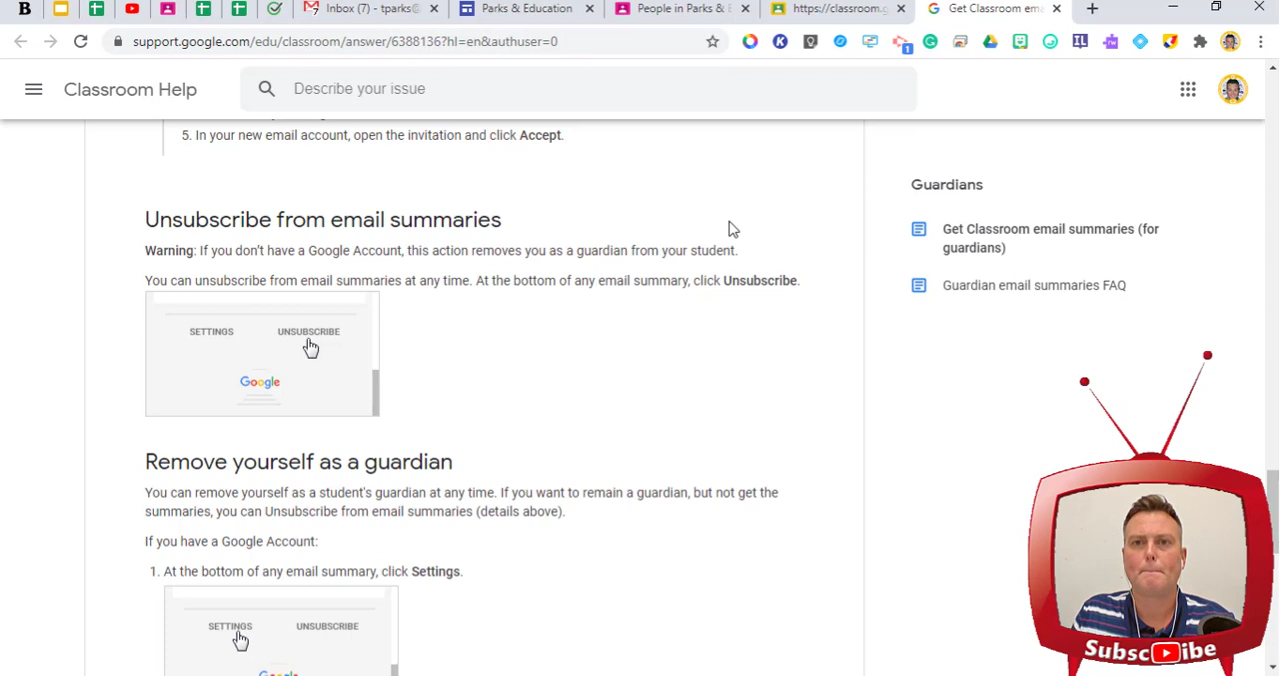 B
Inbox (7) - tparks@
Parks & Education
People in Parks & E
https://classroom.g
Get Classroom ema
support.google.com/edu/classroom/answer/6388136?hl=en&authuser=0
1
IL
Classroom Help
Describe your issue
5. In your new email account, open the invitation and click Accept.
Unsubscribe from email summaries
Warning: If you don't have a Google Account, this action removes you as a guardian from your student.
You can unsubscribe from email summaries at any time. At the bottom of any email summary, click Unsubscribe.
SETTINGS UNSUBSCRIBE
Google
Remove yourself as a guardian
You can remove yourself as a student's guardian at any time. If you want to remain a guardian, but not get the
summaries, you can Unsubscribe from email summaries (details above).
If you have a Google Account:
1. At the bottom of any email summary, click Settings.
SETTINGS UNSUBSCRIBE
Guardians
Get Classroom email summaries (for
guardians)
Guardian email summaries FAQ
Subscribe